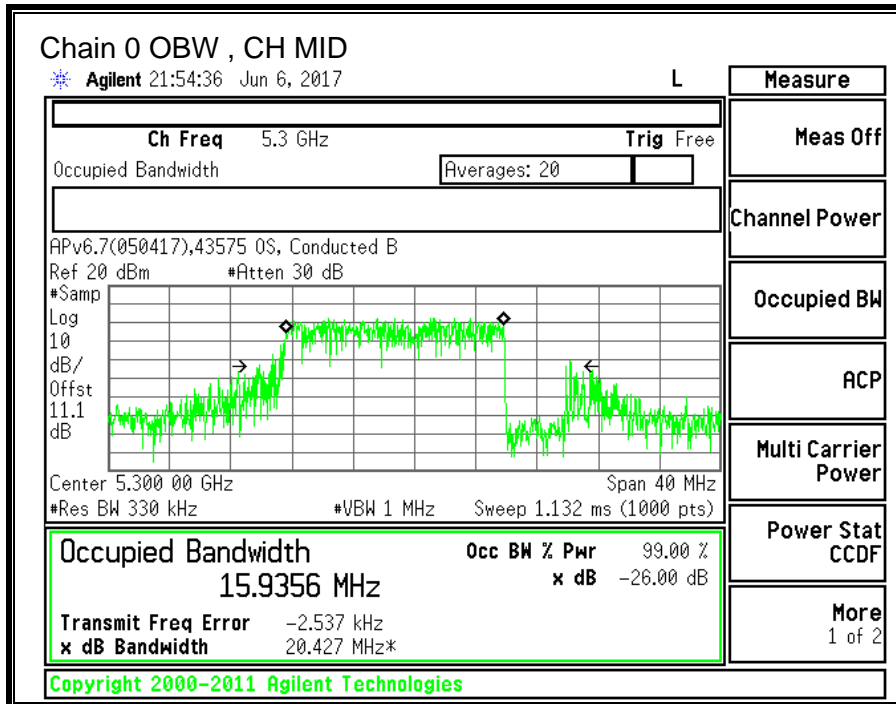 Chain 0 OBW , CH MID
Agilent 21:54:36 Jun 6, 2017 L
Measure
Ch Freq 5.3 GHz Trig Free
Meas Off
Occupied Bandwidth Averages: 20
Channel Power
APv6.7(050417),43575 OS, Conducted B
Ref 20 dBm #Atten 30 dB
#Samp
Log
10
dB/
Offst
11.1
dB
Occupied BW
ACP
Center 5.300 00 GHz Span 40 MHz
#Res BW 330 kHz #VBW 1 MHz Sweep 1.132 ms (1000 pts)
Multi Carrier
Power
Occupied Bandwidth Occ BW % Pwr 99.00 %
15.9356 MHz x dB -26.00 dB
Transmit Freq Error -2.537 kHz
x dB Bandwidth 20.427 MHz*
Power Stat
CCDF
More
1 of 2
Copyright 2000-2011 Agilent Technologies